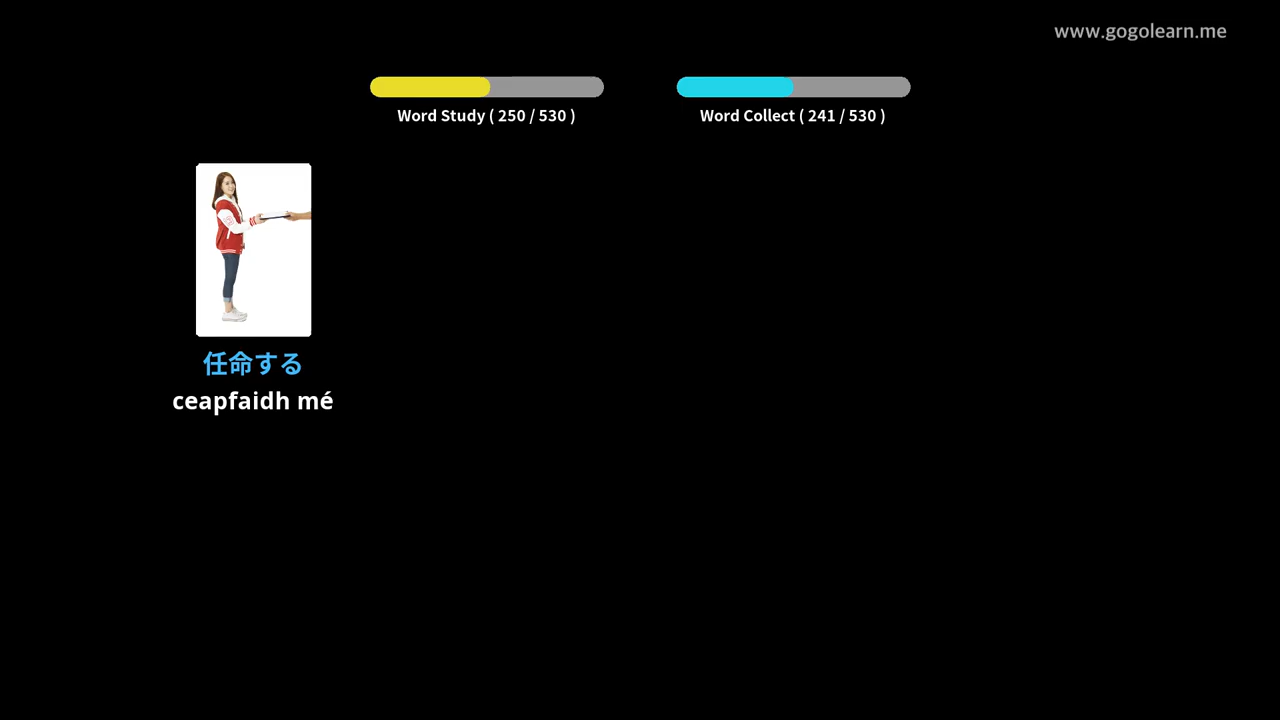 www.gogolearn.me
Word Study ( 250 / 530 )
Word Collect ( 241 / 530 )
任命する
ceapfaidh mé